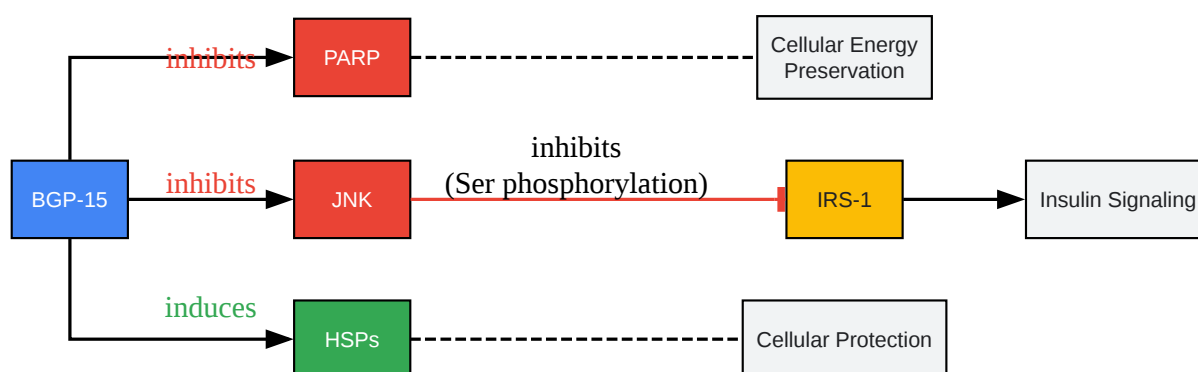 inhibits
PARP
Cellular Energy
Preservation
BGP-15
inhibits
JNK
inhibits
(Ser phosphorylation)
IRS-1
Insulin Signaling
induces
HSPs
Cellular Protection